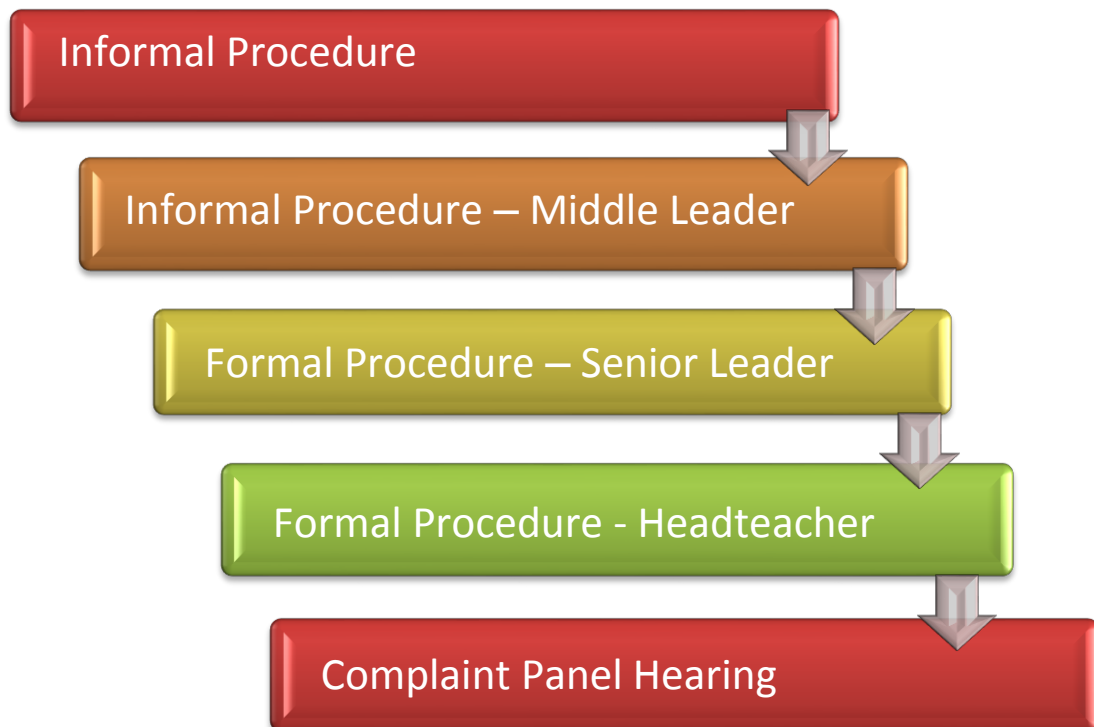 Informal Procedure
Informal Procedure – Middle Leader
Formal Procedure – Senior Leader
Formal Procedure - Headteacher
Complaint Panel Hearing